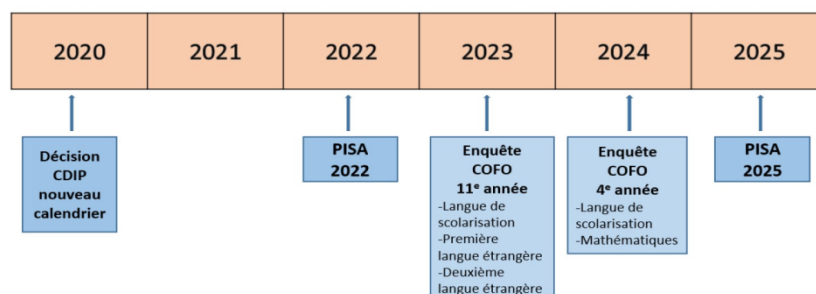 2020 2021 2022 2023 2024 2025
Décision
CDIP
nouveau
calendrier
PISA
2022
Enquête
COFO
11e année
-Langue de
scolarisation
-Première
langue étrangère
-Deuxième
langue étrangère
Enquête
COFO
4e année
-Langue de
scolarisation
-Mathématiques
PISA
2025